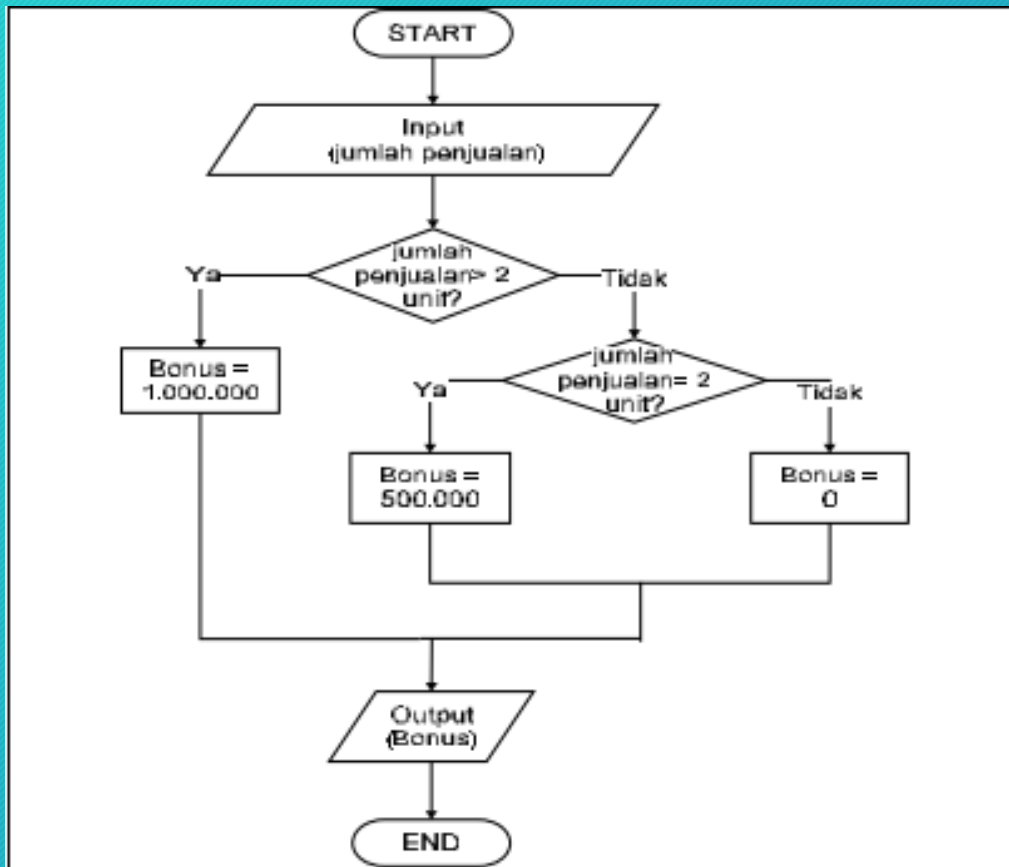 START
Input
(jumlah penjualan)
jumlah
penjualan> 2
unit?
Ya
Tidak
Bonus =
1.000.000
jumlah
penjualan= 2
unit?
Ya
Tidak
Bonus =
500.000
Bonus =
0
Output
(Bonus)
END